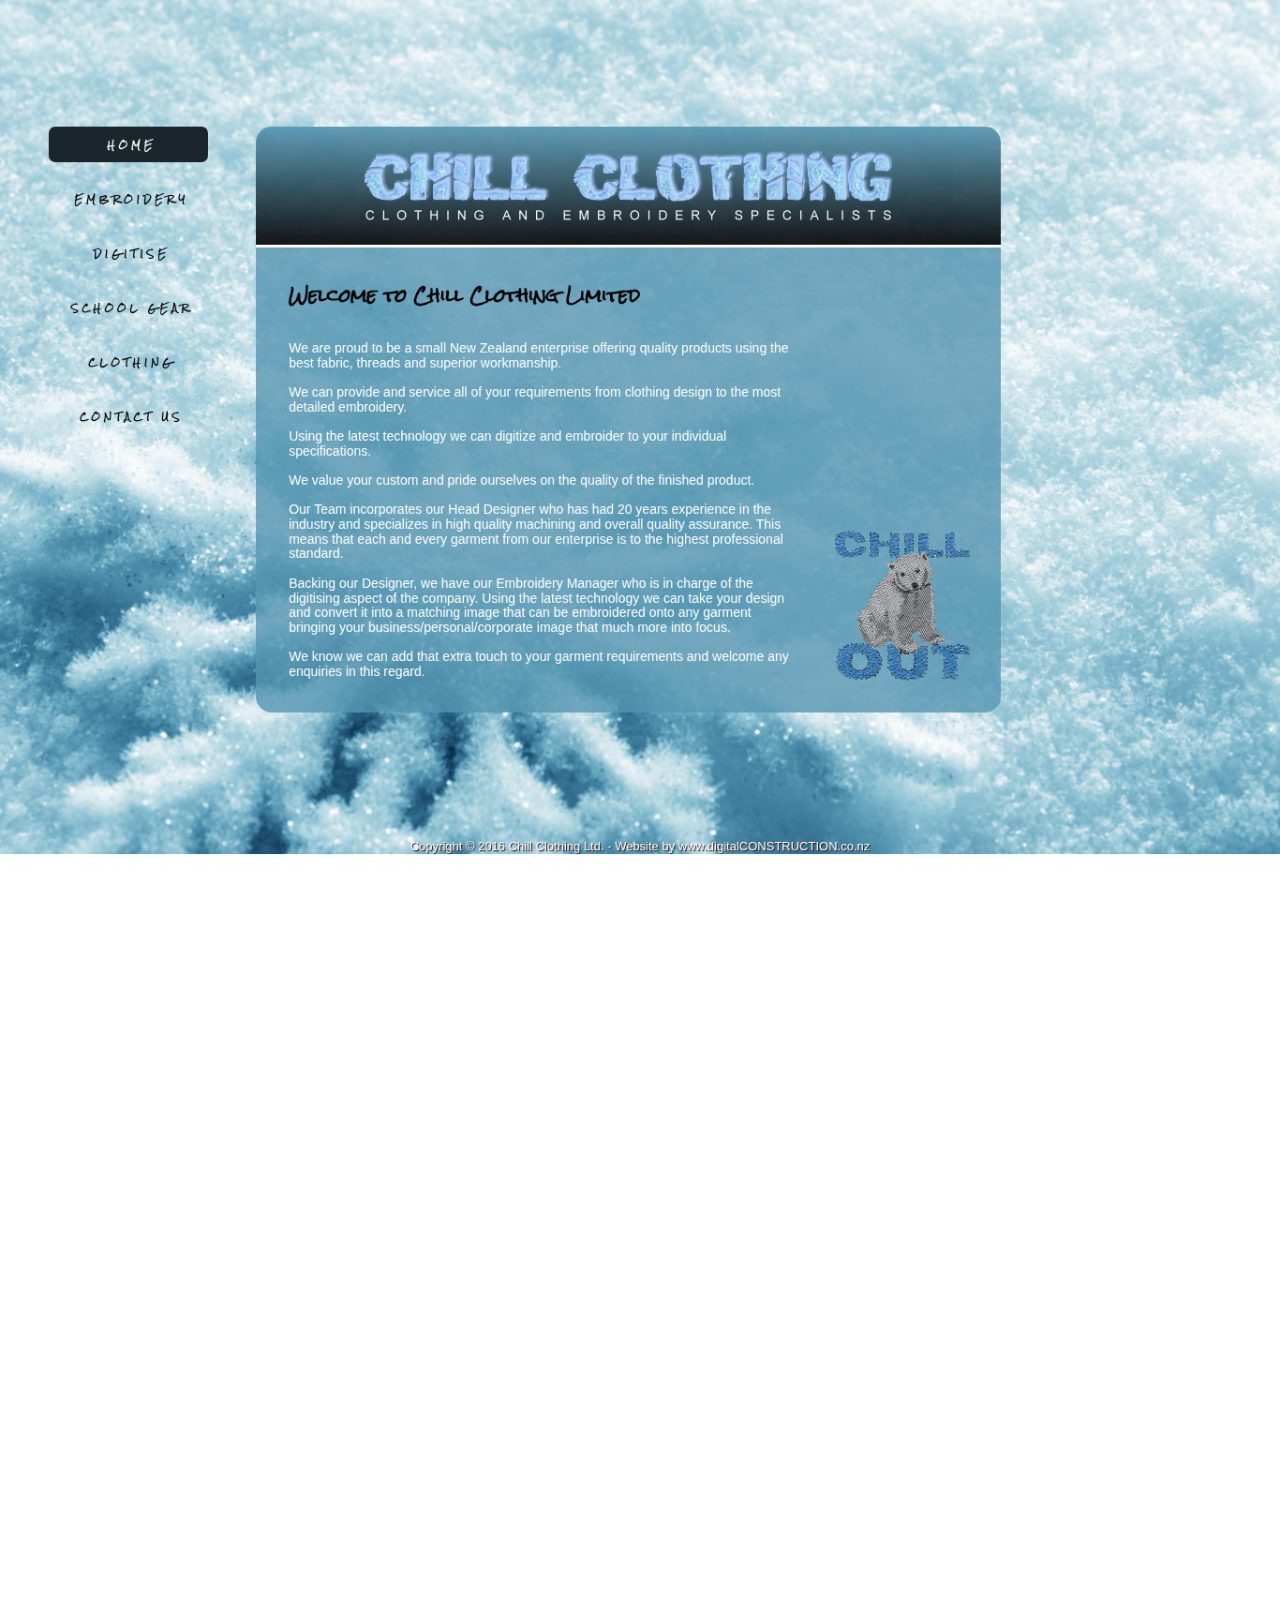 HOME
EMBROIDERY
DIGITISE
SCHOOL GEAR
CLOTHING
CONTACT US
CHILL CLOTHING
CLOTHING AND EMBROIDERY SPECIALISTS
Welcome to Chill Clothing Limited
We are proud to be a small New Zealand enterprise offering quality products using the
best fabric, threads and superior workmanship.
We can provide and service all of your requirements from clothing design to the most
detailed embroidery.
Using the latest technology we can digitize and embroider to your individual
specifications.
We value your custom and pride ourselves on the quality of the finished product.
Our Team incorporates our Head Designer who has had 20 years experience in the
industry and specializes in high quality machining and overall quality assurance. This
means that each and every garment from our enterprise is to the highest professional
standard.
Backing our Designer, we have our Embroidery Manager who is in charge of the
digitising aspect of the company. Using the latest technology we can take your design
and convert it into a matching image that can be embroidered onto any garment
bringing your business/personal/corporate image that much more into focus.
We know we can add that extra touch to your garment requirements and welcome any
enquiries in this regard.
CHILL
OUT
Copyright © 2016 Chill Clothing Ltd. - Website by www.digitalCONSTRUCTION.co.nz